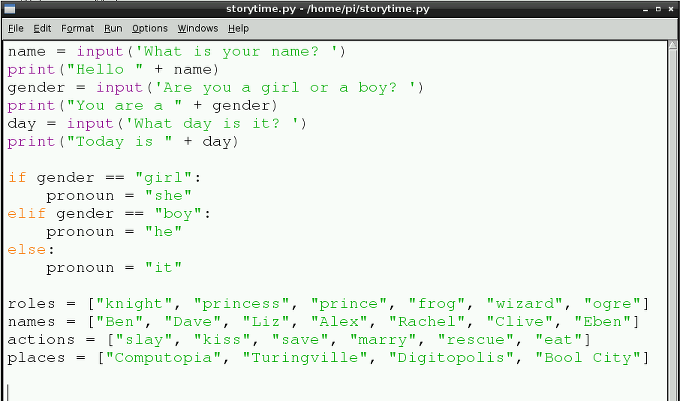 storytime.py - /home/pi/storytime.py
File Edit Format Run Options Windows Help
name = input('What is your name? ')
print("Hello " + name)
gender = input('Are you a girl or a boy? ')
print("You are a " + gender)
day = input('What day is it? ')
print("Today is " + day)

if gender == "girl":
    pronoun = "she"
elif gender == "boy":
    pronoun = "he"
else:
    pronoun = "it"

roles = ["knight", "princess", "prince", "frog", "wizard", "ogre"]
names = ["Ben", "Dave", "Liz", "Alex", "Rachel", "Clive", "Eben"]
actions = ["slay", "kiss", "save", "marry", "rescue", "eat"]
places = ["Computopia", "Turingville", "Digitopolis", "Bool City"]